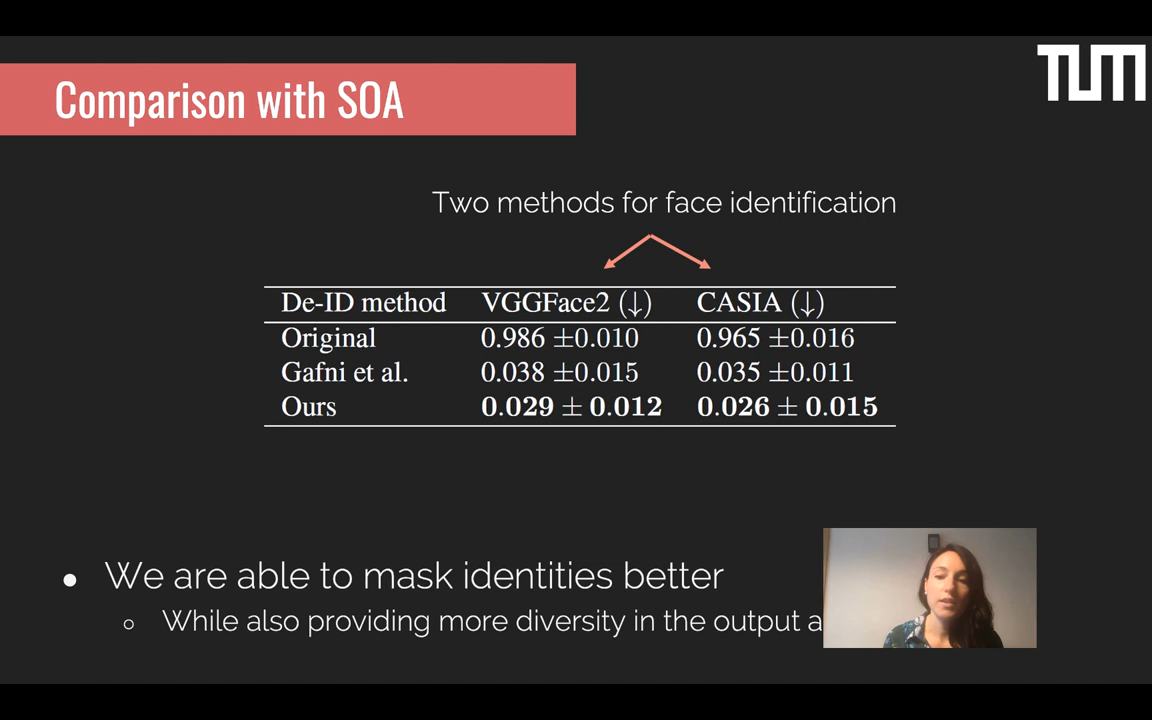 Comparison with SOA
TUM
Two methods for face identification
De-ID method VGGFace2 (↓) CASIA (↓)
Original 0.986 ±0.010 0.965 ±0.016
Gafni et al. 0.038 ±0.015 0.035 ±0.011
Ours 0.029 ± 0.012 0.026 ± 0.015
● We are able to mask identities better
○ While also providing more diversity in the output a